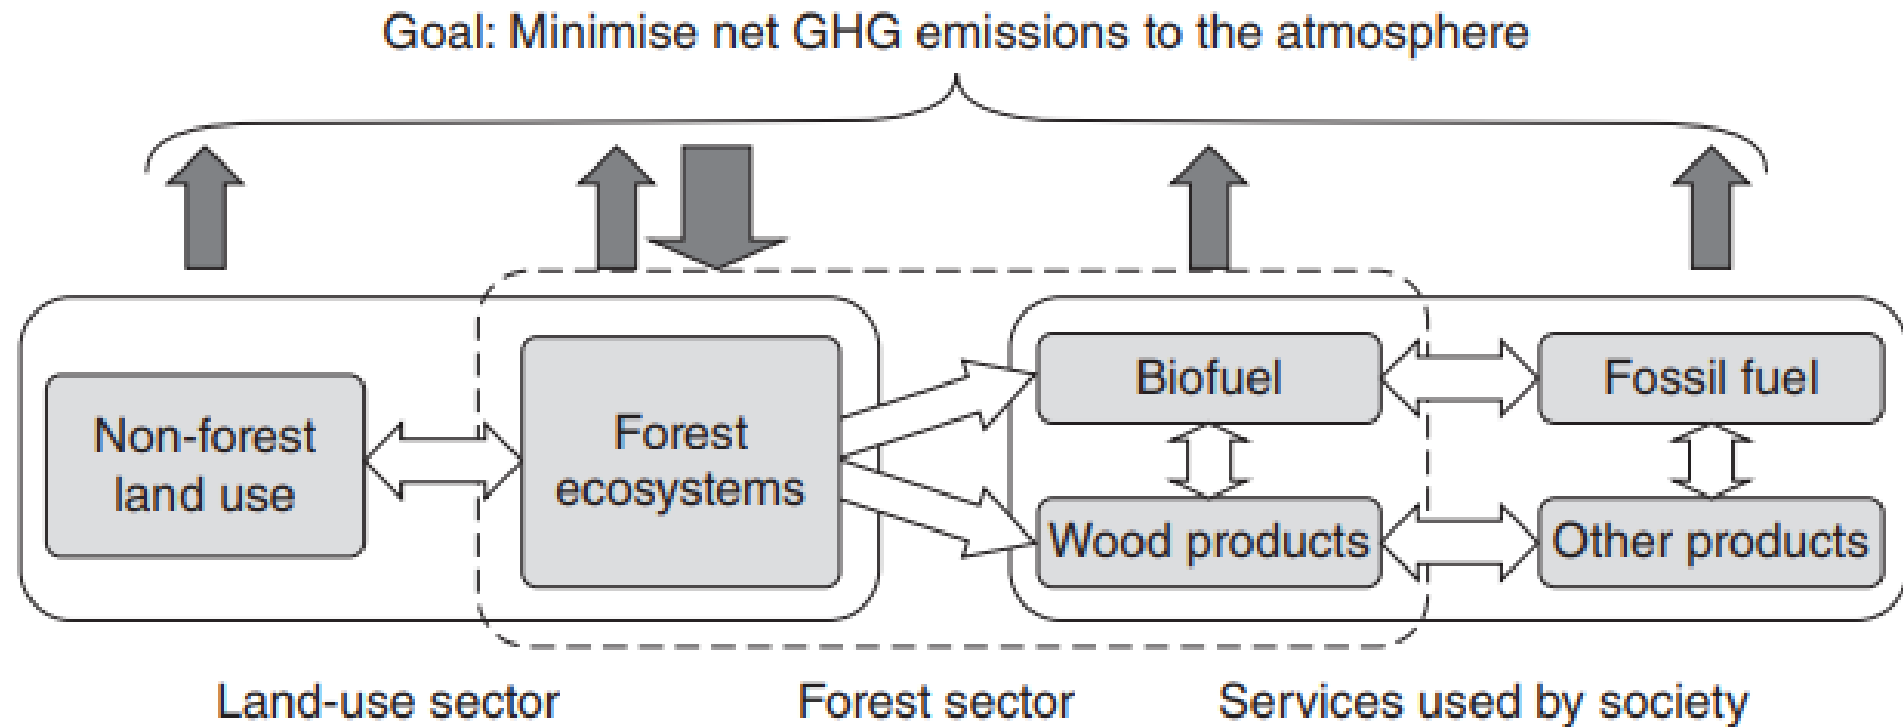 Goal: Minimise net GHG emissions to the atmosphere
Non-forest
land use
Forest
ecosystems
Biofuel
Wood products
Fossil fuel
Other products
Land-use sector
Forest sector
Services used by society